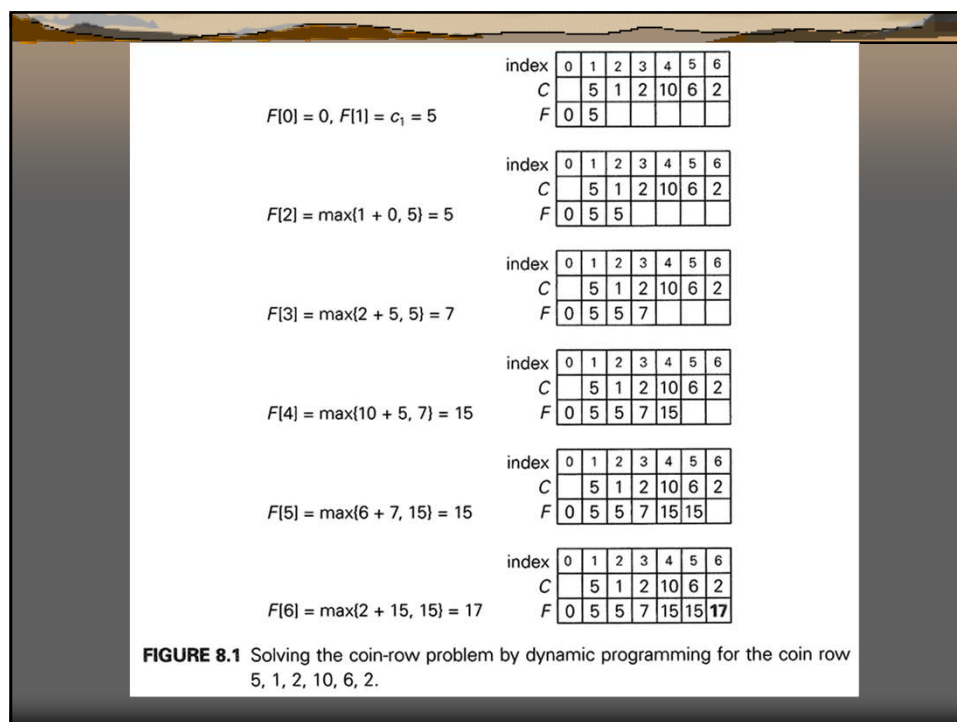 index 0 1 2 3 4 5 6
C 5 1 2 10 6 2
F[0] = 0, F[1] = c₁ = 5 F 0 5
index 0 1 2 3 4 5 6
C 5 1 2 10 6 2
F[2] = max{1 + 0, 5} = 5 F 0 5 5
index 0 1 2 3 4 5 6
C 5 1 2 10 6 2
F[3] = max{2 + 5, 5} = 7 F 0 5 5 7
index 0 1 2 3 4 5 6
C 5 1 2 10 6 2
F[4] = max{10 + 5, 7} = 15 F 0 5 5 7 15
index 0 1 2 3 4 5 6
C 5 1 2 10 6 2
F[5] = max{6 + 7, 15} = 15 F 0 5 5 7 15 15
index 0 1 2 3 4 5 6
C 5 1 2 10 6 2
F[6] = max{2 + 15, 15} = 17 F 0 5 5 7 15 15 17
FIGURE 8.1 Solving the coin-row problem by dynamic programming for the coin row
5, 1, 2, 10, 6, 2.